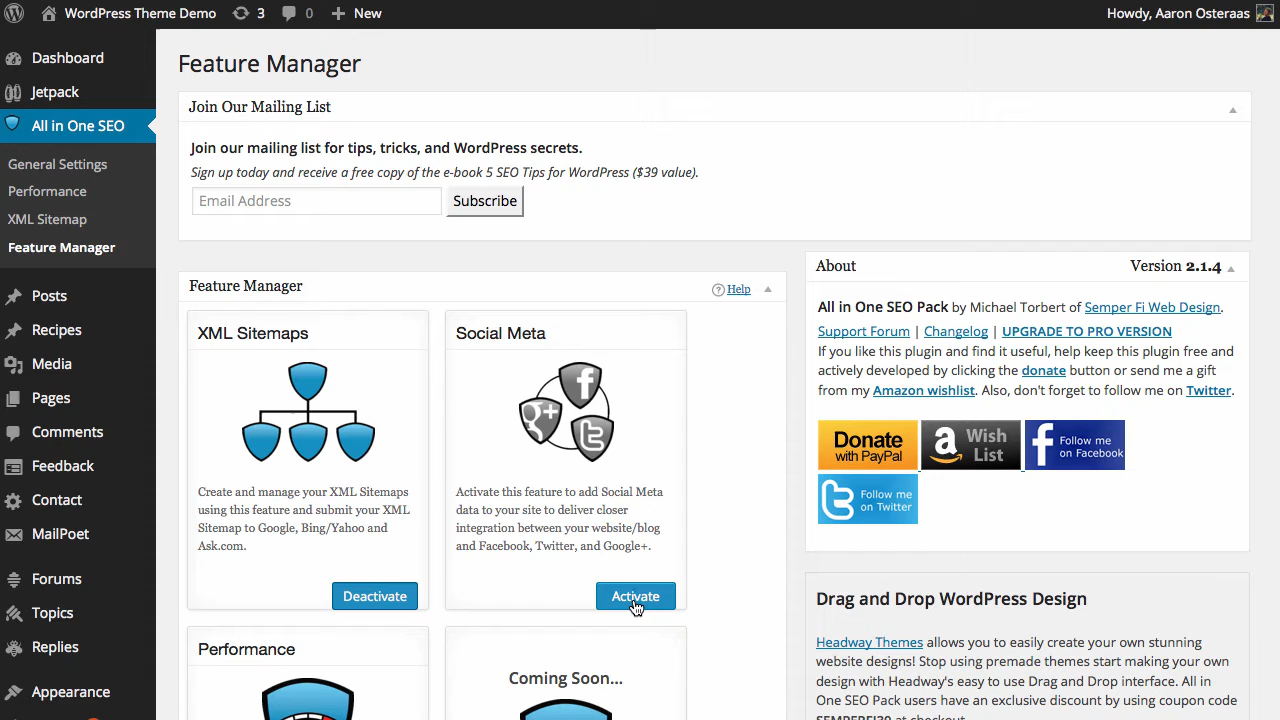 WordPress Theme Demo 3 0 New
Howdy, Aaron Osteraas
Dashboard
Jetpack
All in One SEO
General Settings
Performance
XML Sitemap
Feature Manager
Posts
Recipes
Media
Pages
Comments
Feedback
Contact
MailPoet
Forums
Topics
Replies
Appearance
Feature Manager
Join Our Mailing List
Join our mailing list for tips, tricks, and WordPress secrets.
Sign up today and receive a free copy of the e-book 5 SEO Tips for WordPress ($39 value).
Email Address Subscribe
Feature Manager
Help
XML Sitemaps
Create and manage your XML Sitemaps
using this feature and submit your XML
Sitemap to Google, Bing/Yahoo and
Ask.com.
Deactivate
Social Meta
Activate this feature to add Social Meta
data to your site to deliver closer
integration between your website/blog
and Facebook, Twitter, and Google+.
Activate
Performance
Coming Soon...
About Version 2.1.4
All in One SEO Pack by Michael Torbert of Semper Fi Web Design.
Support Forum | Changelog | UPGRADE TO PRO VERSION
If you like this plugin and find it useful, help keep this plugin free and
actively developed by clicking the donate button or send me a gift
from my Amazon wishlist. Also, don't forget to follow me on Twitter.
Donate
with PayPal
Wish
List
Follow me
on Facebook
Follow me
on Twitter
Drag and Drop WordPress Design
Headway Themes allows you to easily create your own stunning
website designs! Stop using premade themes start making your own
design with Headway's easy to use Drag and Drop interface. All in
One SEO Pack users have an exclusive discount by using coupon code
SEMPERFI30 at checkout.